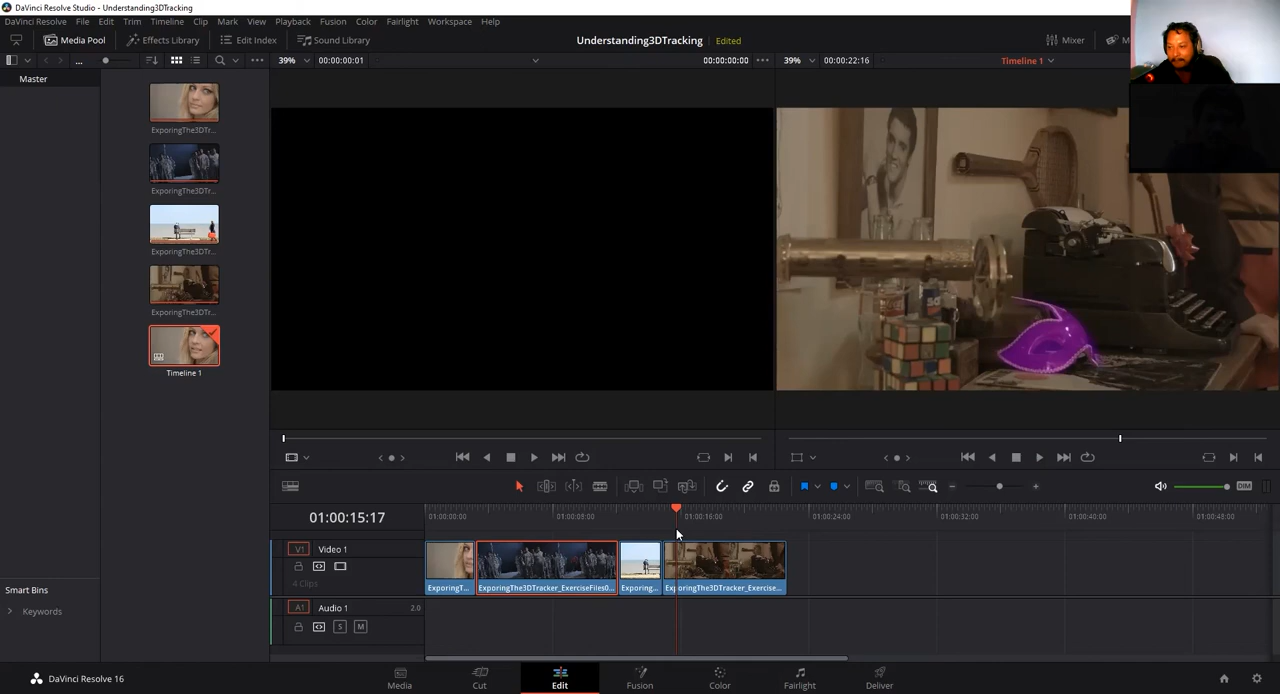 DaVinci Resolve Studio - Understanding3DTracking
DaVinci Resolve File Edit Trim Timeline Clip Mark View Playback Fusion Color Fairlight Workspace Help
Media Pool Effects Library Edit Index Sound Library Understanding3DTracking Edited Mixer
... 39% 00:00:00:01 00:00:00:00 39% 00:00:22:16 Timeline 1
Master
ExporingThe3DTr...
ExporingThe3DTr...
ExporingThe3DTr...
ExporingThe3DTr...
Timeline 1
DIM
01:00:15:17
01:00:00:00 01:00:08:00 01:00:16:00 01:00:24:00 01:00:32:00 01:00:40:00 01:00:48:00
V1 Video 1
4 Clips
ExporingT... ExporingThe3DTracker_ExerciseFiles0... Exporing... ExporingThe3DTracker_Exercise...
Smart Bins
Keywords
A1 Audio 1 2.0
S M
DaVinci Resolve 16
Media Cut Edit Fusion Color Fairlight Deliver